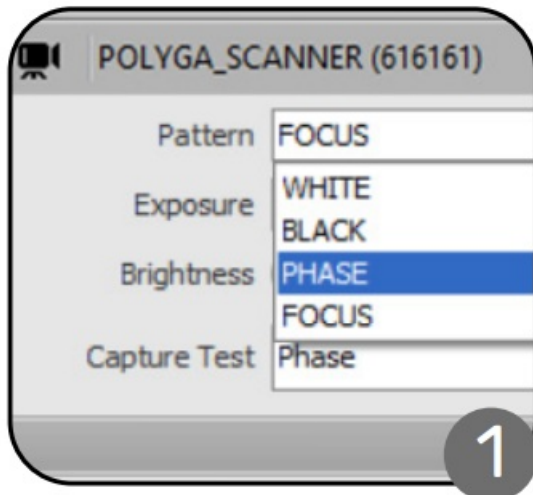 POLYGA_SCANNER (616161)
Pattern FOCUS
WHITE
Exposure
BLACK
Brightness PHASE
FOCUS
Capture Test Phase
1